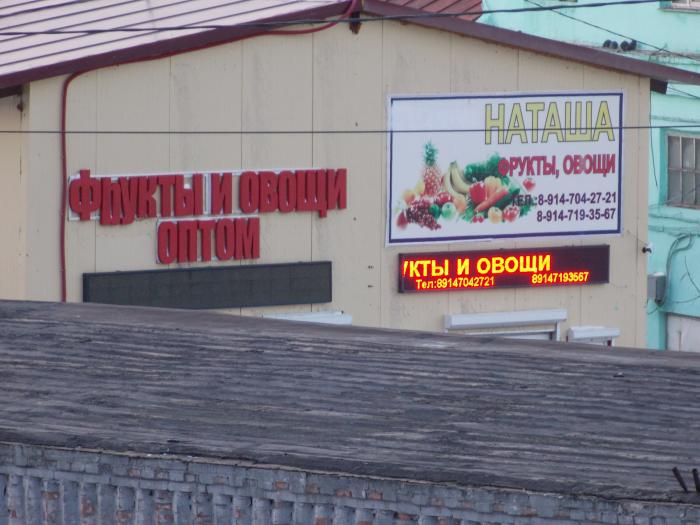 ФРУКТЫ И ОВОЩИ
ОПТОМ
НАТАША
ФРУКТЫ, ОВОЩИ
ТЕЛ.:8-914-704-27-21
8-914-719-35-67
УКТЫ И ОВОЩИ
Тел:89147042721 89147193567